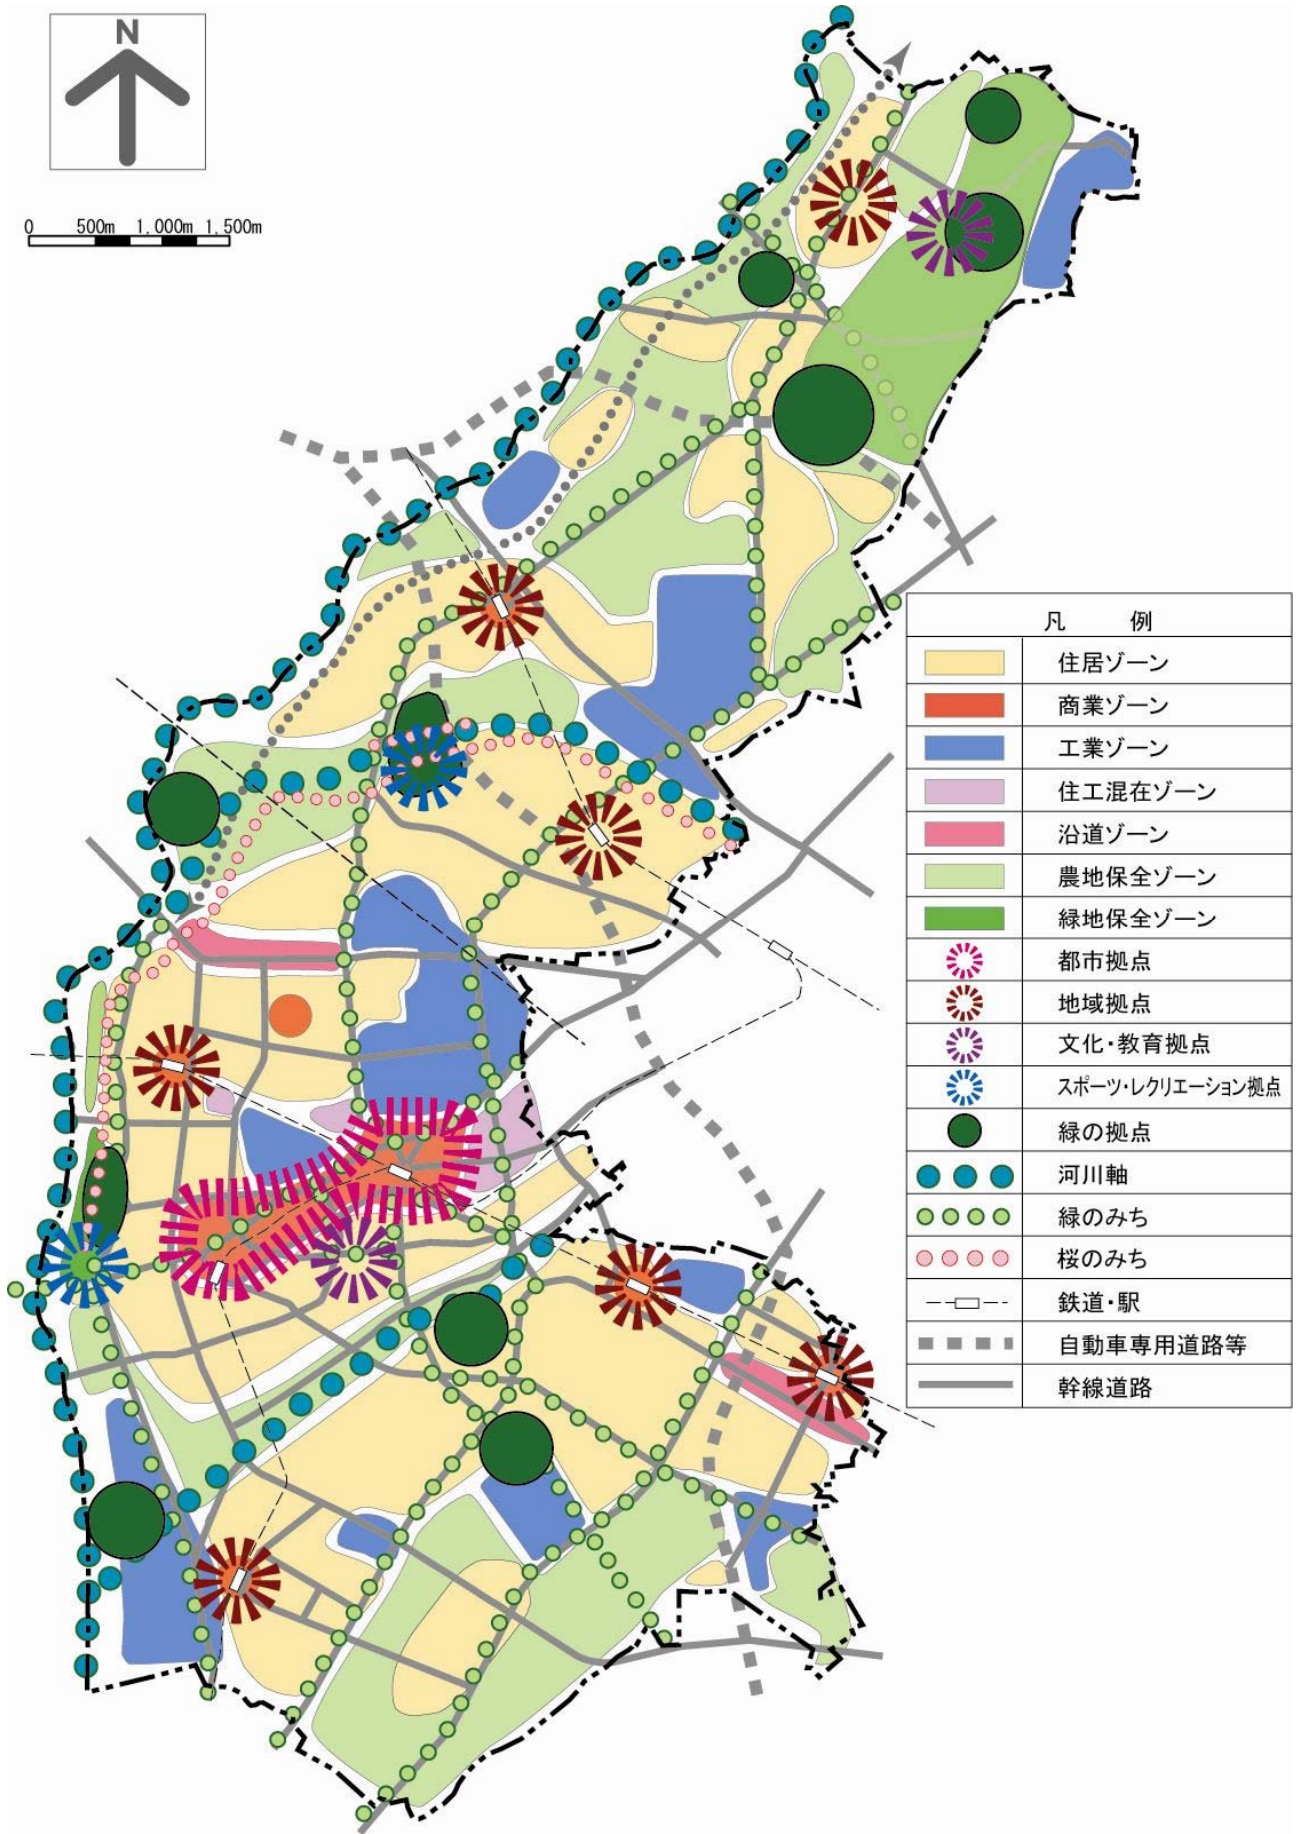 N
0 500m 1,000m 1,500m
凡 例
住居ゾーン
商業ゾーン
工業ゾーン
住工混在ゾーン
沿道ゾーン
農地保全ゾーン
緑地保全ゾーン
都市拠点
地域拠点
文化・教育拠点
スポーツ・レクリエーション拠点
緑の拠点
河川軸
緑のみち
桜のみち
鉄道・駅
自動車専用道路等
幹線道路